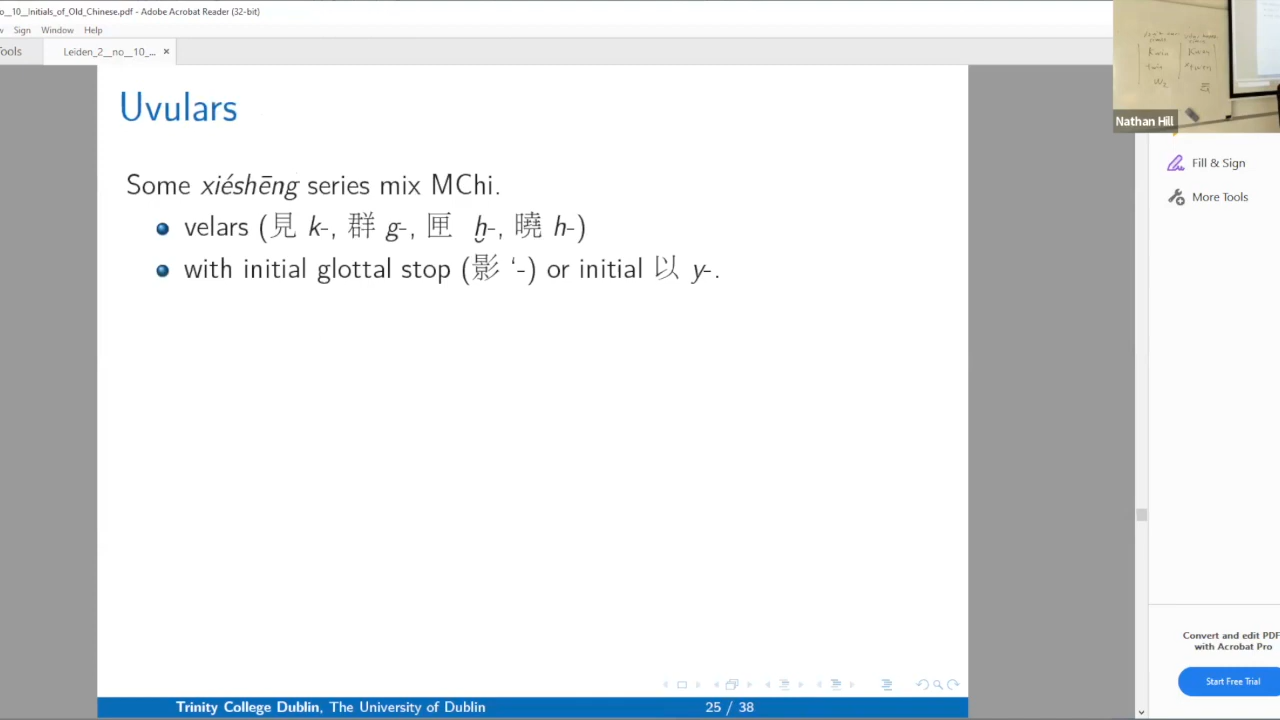 o__10__Initials_of_Old_Chinese.pdf - Adobe Acrobat Reader (32-bit)
Sign Window Help
Tools
Leiden_2__no__10_... ×
Uvulars
Some xiéshēng series mix MChi.
velars (見 k-, 群 g-, 匣 h̯-, 曉 h-)
with initial glottal stop (影 ʻ-) or initial 以 y-.
Trinity College Dublin, The University of Dublin
25 / 38
Nathan Hill
Fill & Sign
More Tools
Convert and edit PDF
with Acrobat Pro
Start Free Trial